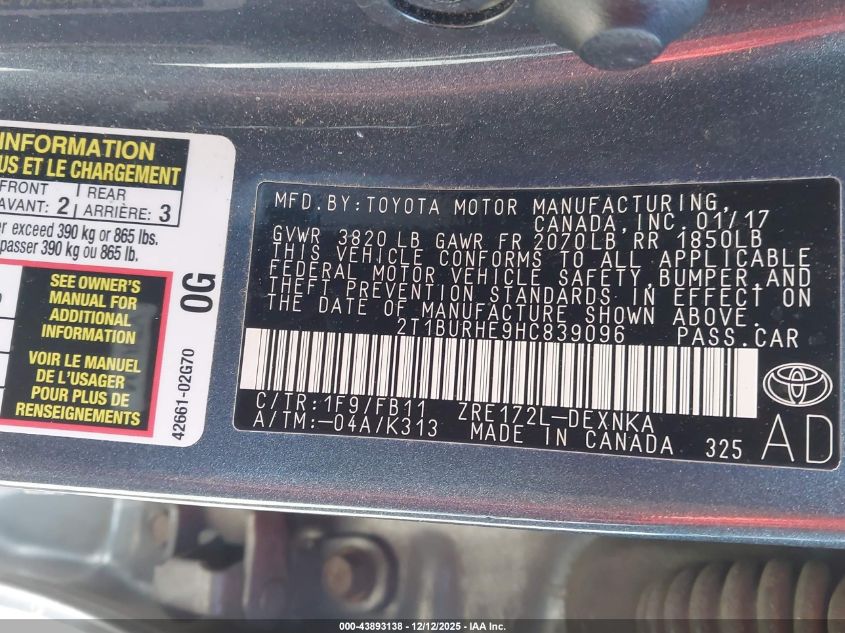 INFORMATION
US ET LE CHARGEMENT
FRONT
AVANT: 2
REAR
ARRIÈRE: 3
er exceed 390 kg or 865 lbs.
passer 390 kg ou 865 lb.
SEE OWNER'S
MANUAL FOR
ADDITIONAL
INFORMATION
VOIR LE MANUEL
DE L'USAGER
POUR PLUS DE
RENSEIGNEMENTS
0G
42661-02G70
MFD.BY:TOYOTA MOTOR MANUFACTURING,
CANADA, INC. 01/17
GVWR 3820 LB GAWR FR 2070LB RR 1850LB
THIS VEHICLE CONFORMS TO ALL APPLICABLE
FEDERAL MOTOR VEHICLE SAFETY,BUMPER,AND
THEFT PREVENTION STANDARDS IN EFFECT ON
THE DATE OF MANUFACTURE SHOWN ABOVE.
2T1BURHE9HC839096 PASS.CAR
C/TR:1F9/FB11 ZRE172L-DEXNKA
A/TM:-04A/K313 MADE IN CANADA 325
AD
000-43893138 - 12/12/2025 - IAA Inc.